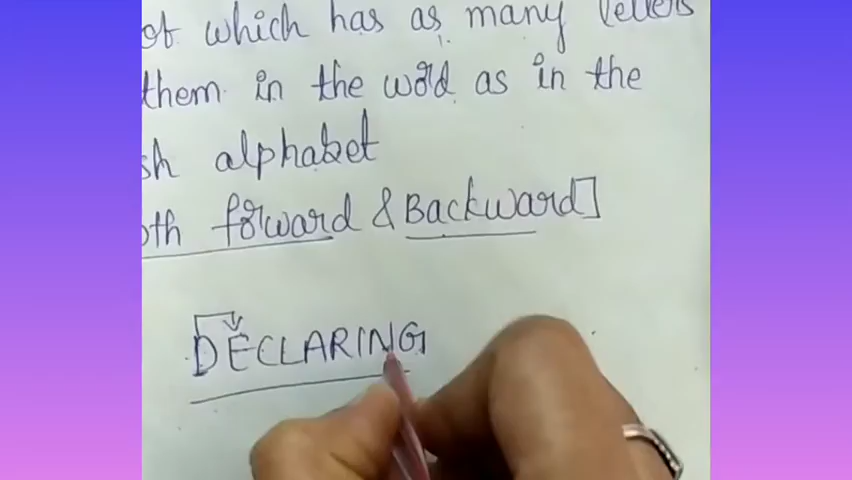 of which has as many letters
them in the word as in the
sh alphabet
oth forward & Backward]
DECLARING